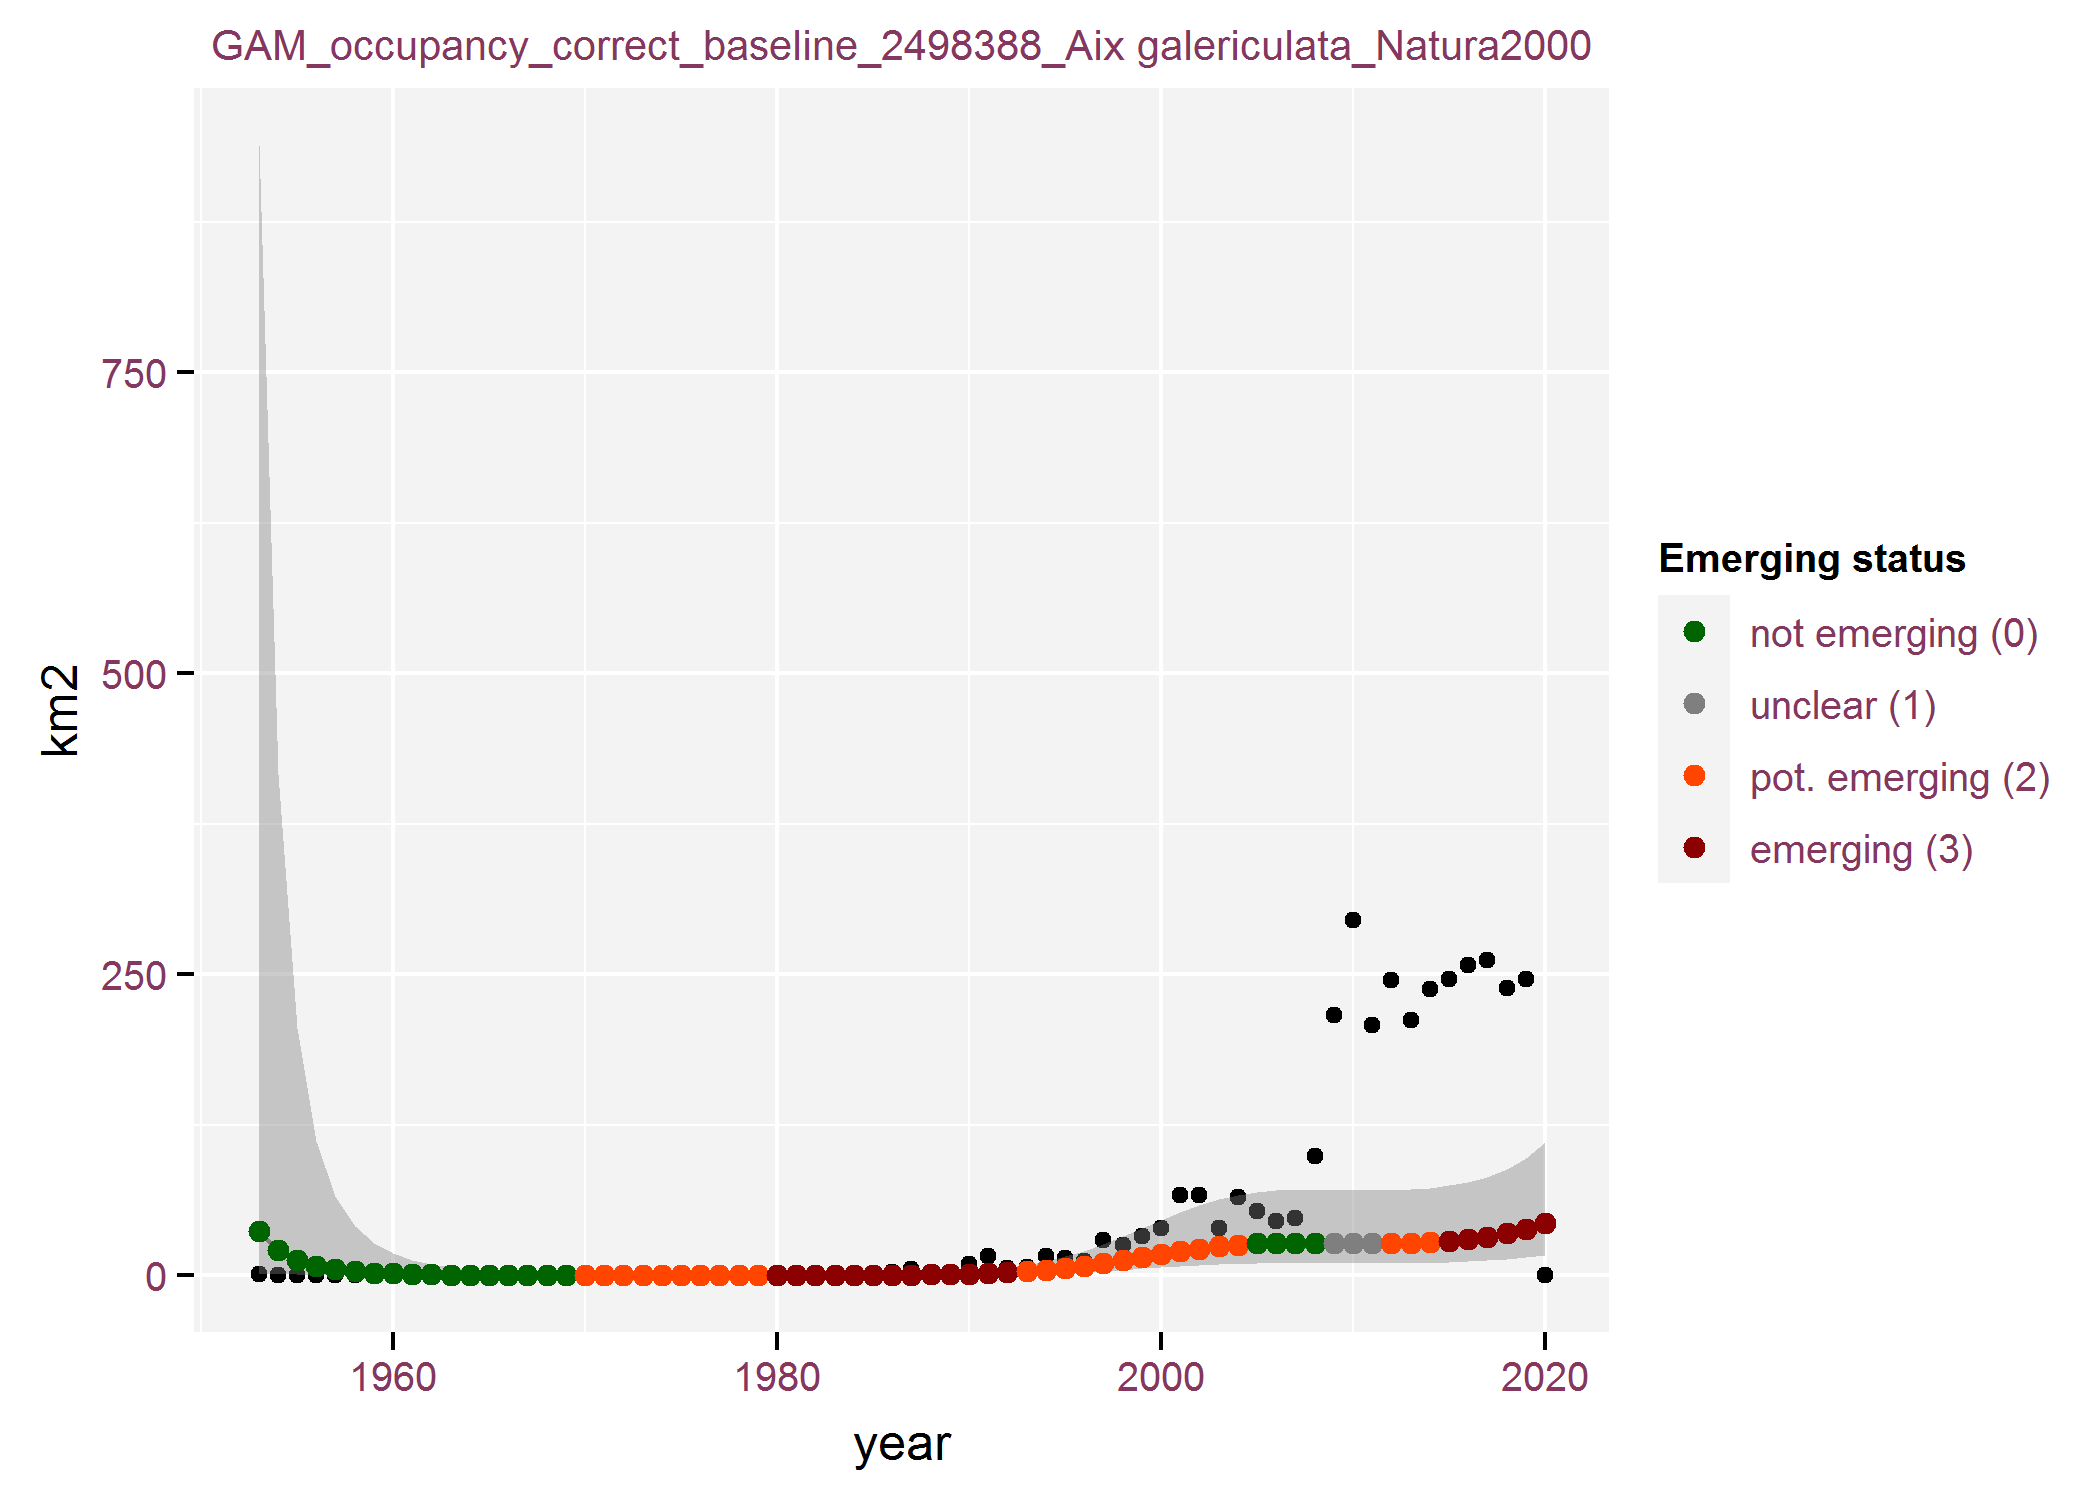 GAM_occupancy_correct_baseline_2498388_Aix galericulata_Natura2000
750
500
250
0
km2
1960
1980
2000
2020
year
Emerging status
not emerging (0)
unclear (1)
pot. emerging (2)
emerging (3)